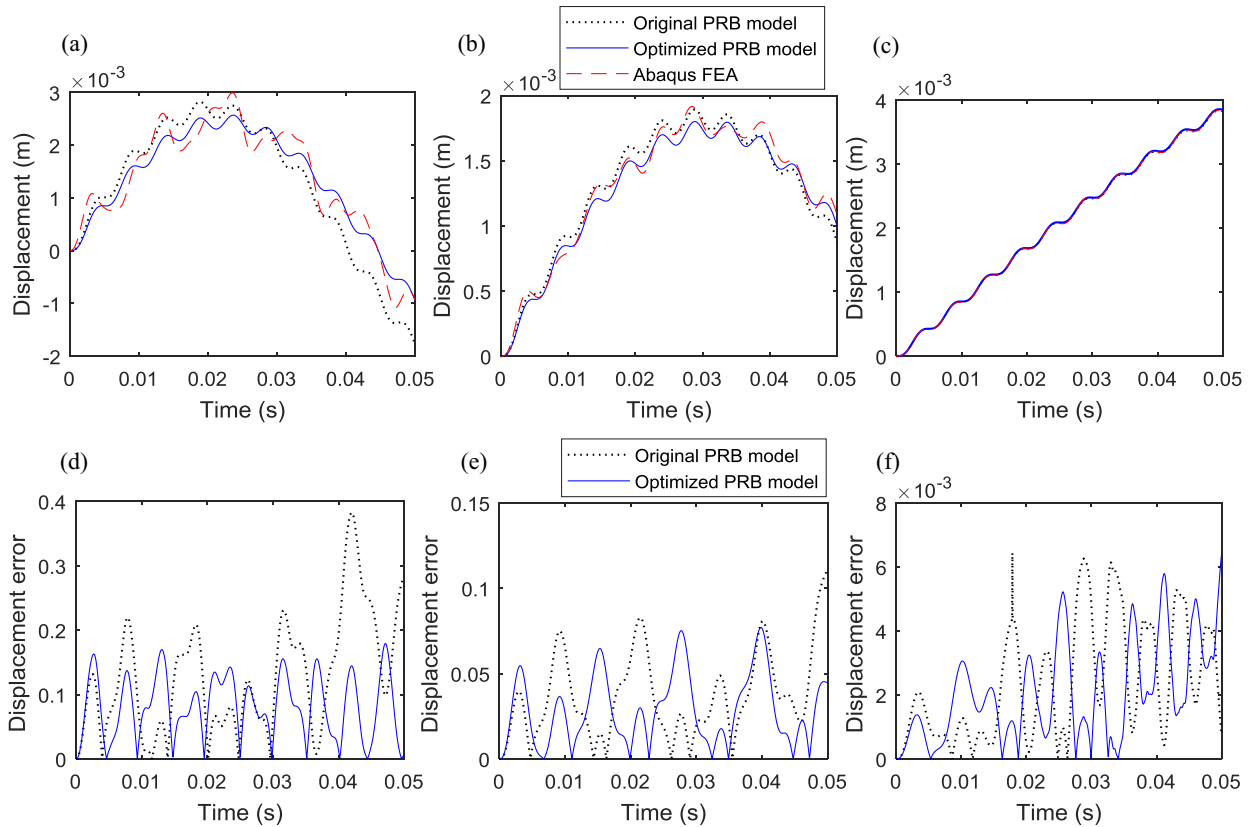 Original PRB model
Optimized PRB model
Abaqus FEA
(a)
×10-3
3
2
1
0
-1
-2
Displacement (m)
0 0.01 0.02 0.03 0.04 0.05
Time (s)
(b)
×10-3
2
1.5
1
0.5
0
Displacement (m)
0 0.01 0.02 0.03 0.04 0.05
Time (s)
(c)
×10-3
4
3
2
1
0
Displacement (m)
0 0.01 0.02 0.03 0.04 0.05
Time (s)
Original PRB model
Optimized PRB model
(d)
0.4
0.3
0.2
0.1
0
Displacement error
0 0.01 0.02 0.03 0.04 0.05
Time (s)
(e)
0.15
0.1
0.05
0
Displacement error
0 0.01 0.02 0.03 0.04 0.05
Time (s)
(f)
×10-3
8
6
4
2
0
Displacement error
0 0.01 0.02 0.03 0.04 0.05
Time (s)